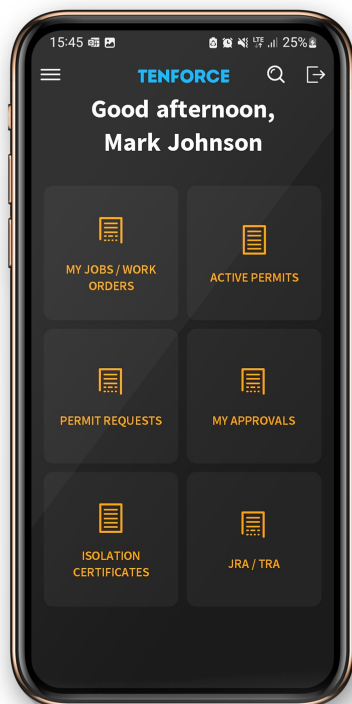 15:45 LTE 25%
TENFORCE
Good afternoon,
Mark Johnson
MY JOBS / WORK
ORDERS
ACTIVE PERMITS
PERMIT REQUESTS
MY APPROVALS
ISOLATION
CERTIFICATES
JRA / TRA